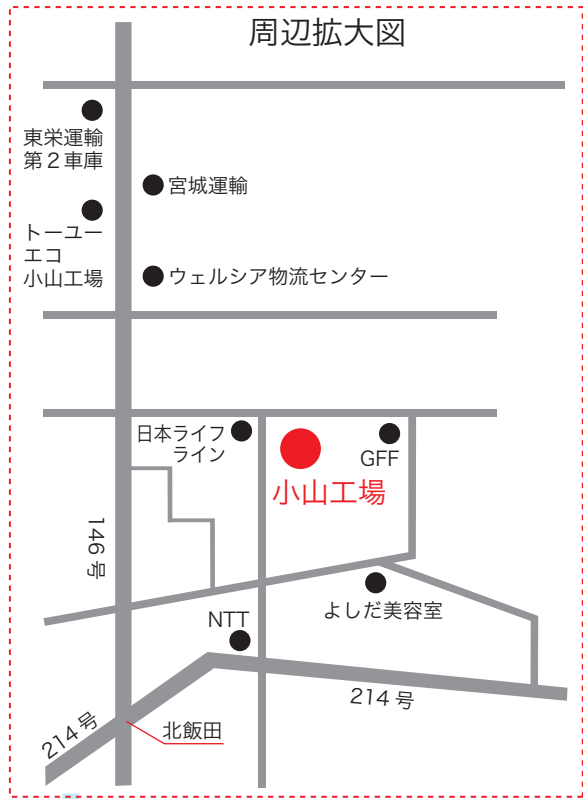 周辺拡大図
東栄運輸
第２車庫
宮城運輸
トーユー
エコ
小山工場
ウェルシア物流センター
日本ライフ
ライン
GFF
小山工場
146号
よしだ美容室
NTT
214号
214号
北飯田